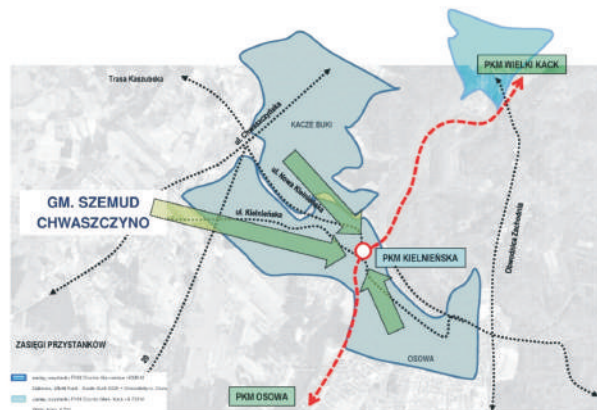 PKM WIELKI KACK
Trasa Kaszubska
ul. Chwaszczyńska
KACZE BUKI
ul. Nowa Kielnieńska
GM. SZEMUD
CHWASZCZYNO
ul. Kielnieńska
Obwodnica Zachodnia
PKM KIELNIEŃSKA
ZASIĘGI PRZYSTANKÓW
OSOWA
PKM OSOWA